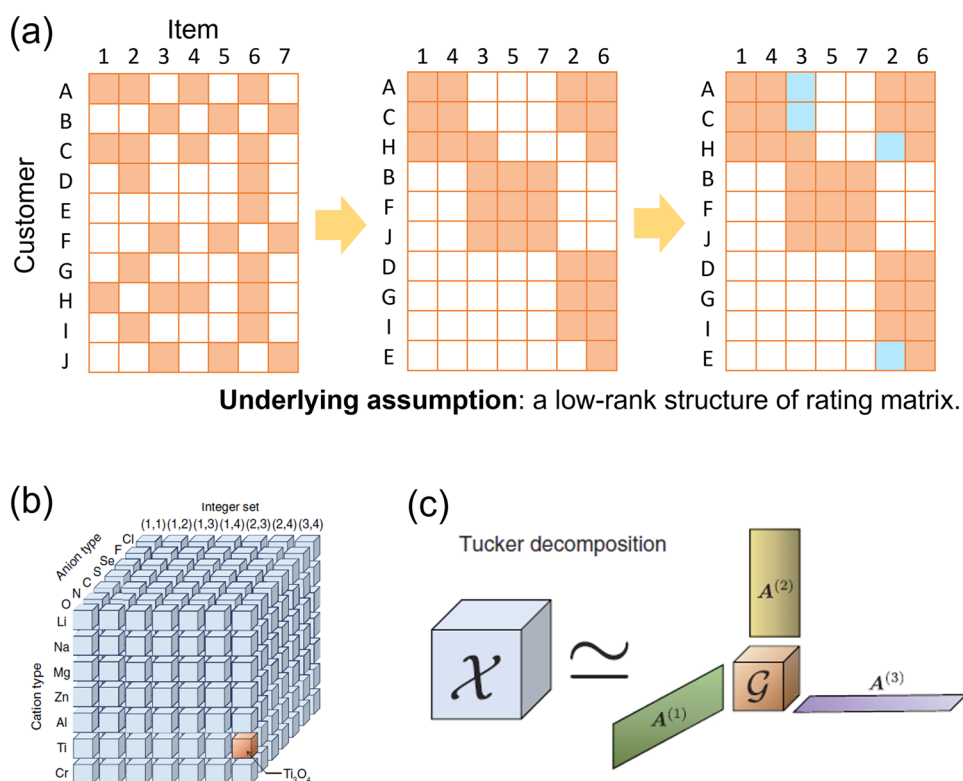 (a)
Item
1 2 3 4 5 6 7
1 4 3 5 7 2 6
1 4 3 5 7 2 6
Customer
A
B
C
D
E
F
G
H
I
J
A
C
H
B
F
J
D
G
I
E
A
C
H
B
F
J
D
G
I
E
Underlying assumption: a low-rank structure of rating matrix.
(b)
Integer set
(1,1) (1,2) (1,3) (1,4) (2,3) (2,4) (3,4)
Anion type
Cl
F
Se
S
C
N
O
Cation type
Li
Na
Mg
Zn
Al
Ti
Cr
Ti₃O₄
(c)
Tucker decomposition
𝒳 ≃
A⁽¹⁾
A⁽²⁾
𝒢
A⁽³⁾